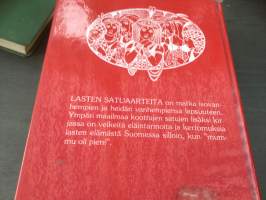 LASTEN SATUAARTEITA on matka isovan-
hempien ja heidän vanhempiensa lapsuuteen.
Ympäri maailmaa koottujen satujen lisäksi kir-
jassa on veikeitä eläintarinoita ja kertomuksia
lasten elämästä Suomessa silloin, kun "mum-
mu oli pieni".